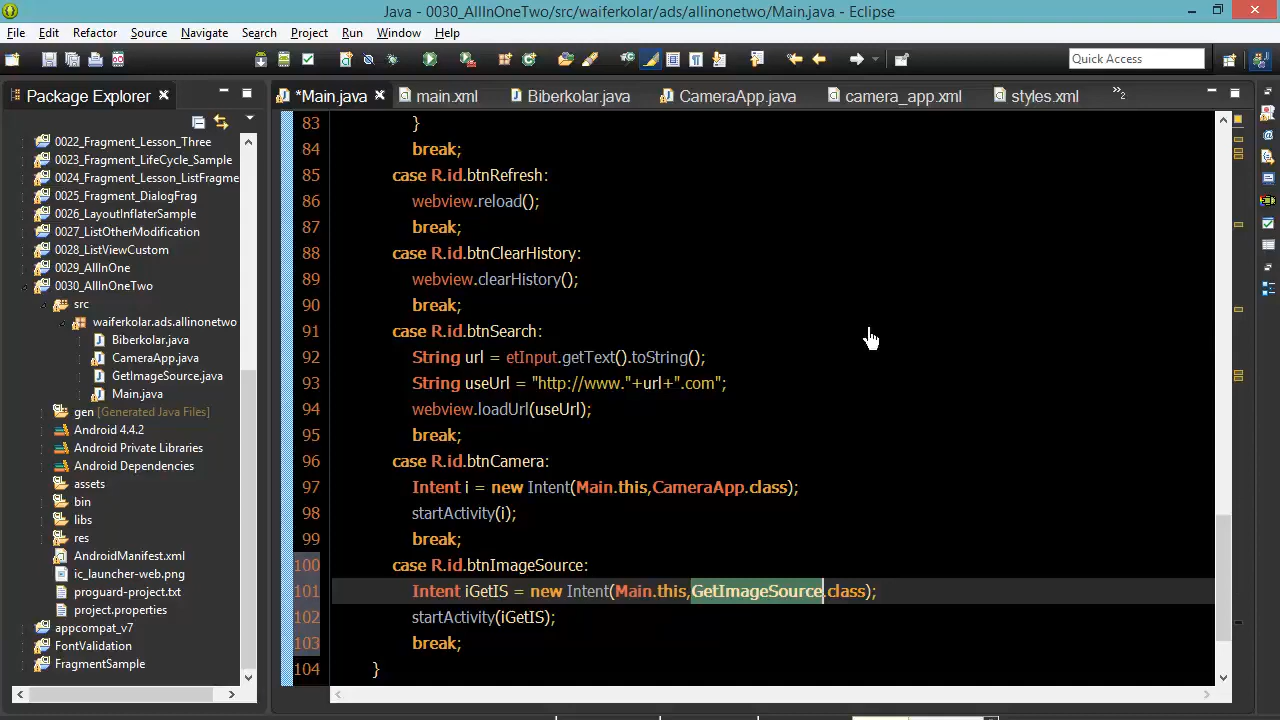 Java - 0030_AllInOneTwo/src/waiferkolar/ads/allinonetwo/Main.java - Eclipse
File Edit Refactor Source Navigate Search Project Run Window Help
Quick Access
Package Explorer
*Main.java main.xml Biberkolar.java CameraApp.java camera_app.xml styles.xml
0022_Fragment_Lesson_Three
0023_Fragment_LifeCycle_Sample
0024_Fragment_Lesson_ListFragme
0025_Fragment_DialogFrag
0026_LayoutInflaterSample
0027_ListOtherModification
0028_ListViewCustom
0029_AllInOne
0030_AllInOneTwo
src
waiferkolar.ads.allinonetwo
Biberkolar.java
CameraApp.java
GetImageSource.java
Main.java
gen [Generated Java Files]
Android 4.4.2
Android Private Libraries
Android Dependencies
assets
bin
libs
res
AndroidManifest.xml
ic_launcher-web.png
proguard-project.txt
project.properties
appcompat_v7
FontValidation
FragmentSample
83 }
84 break;
85 case R.id.btnRefresh:
86 webview.reload();
87 break;
88 case R.id.btnClearHistory:
89 webview.clearHistory();
90 break;
91 case R.id.btnSearch:
92 String url = etInput.getText().toString();
93 String useUrl = "http://www."+url+".com";
94 webview.loadUrl(useUrl);
95 break;
96 case R.id.btnCamera:
97 Intent i = new Intent(Main.this,CameraApp.class);
98 startActivity(i);
99 break;
100 case R.id.btnImageSource:
101 Intent iGetIS = new Intent(Main.this,GetImageSource.class);
102 startActivity(iGetIS);
103 break;
104 }